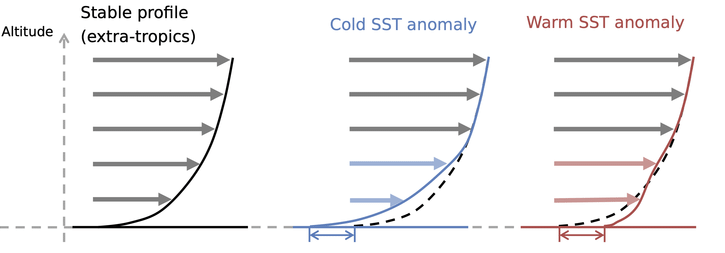 Stable profile
(extra-tropics)
Altitude
Cold SST anomaly
Warm SST anomaly